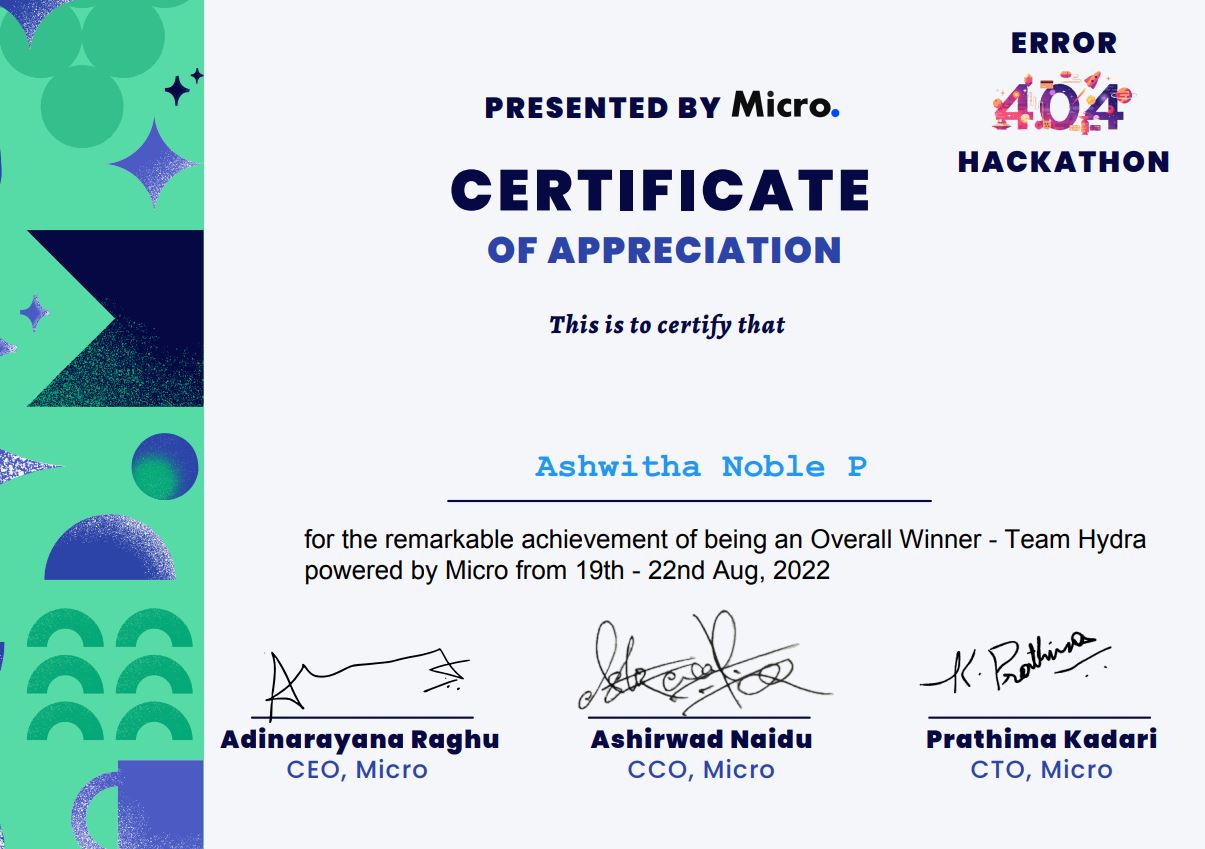 ERROR
404
HACKATHON
PRESENTED BY Micro.
CERTIFICATE
OF APPRECIATION
This is to certify that
Ashwitha Noble P
for the remarkable achievement of being an Overall Winner - Team Hydra
powered by Micro from 19th - 22nd Aug, 2022
K. Prathima
Adinarayana Raghu
CEO, Micro
Ashirwad Naidu
CCO, Micro
Prathima Kadari
CTO, Micro